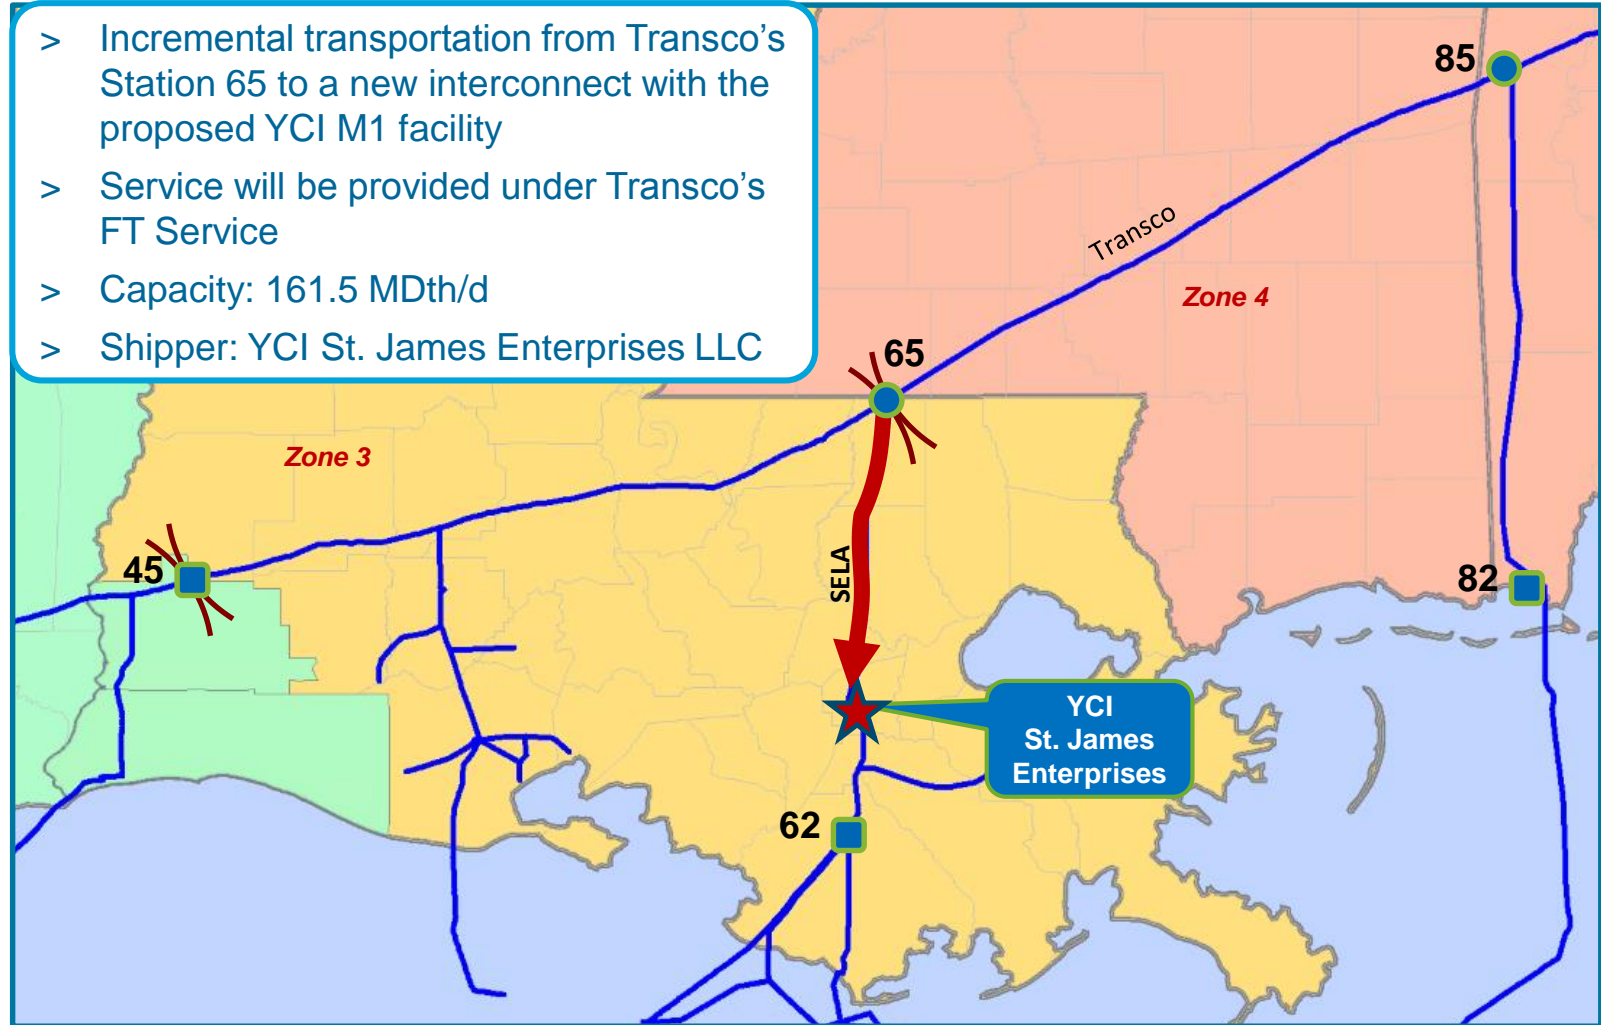 > Incremental transportation from Transco's
Station 65 to a new interconnect with the
proposed YCI M1 facility
> Service will be provided under Transco's
FT Service
> Capacity: 161.5 MDth/d
> Shipper: YCI St. James Enterprises LLC
85
Transco
Zone 4
65
Zone 3
45
SELA
82
YCI
St. James
Enterprises
62